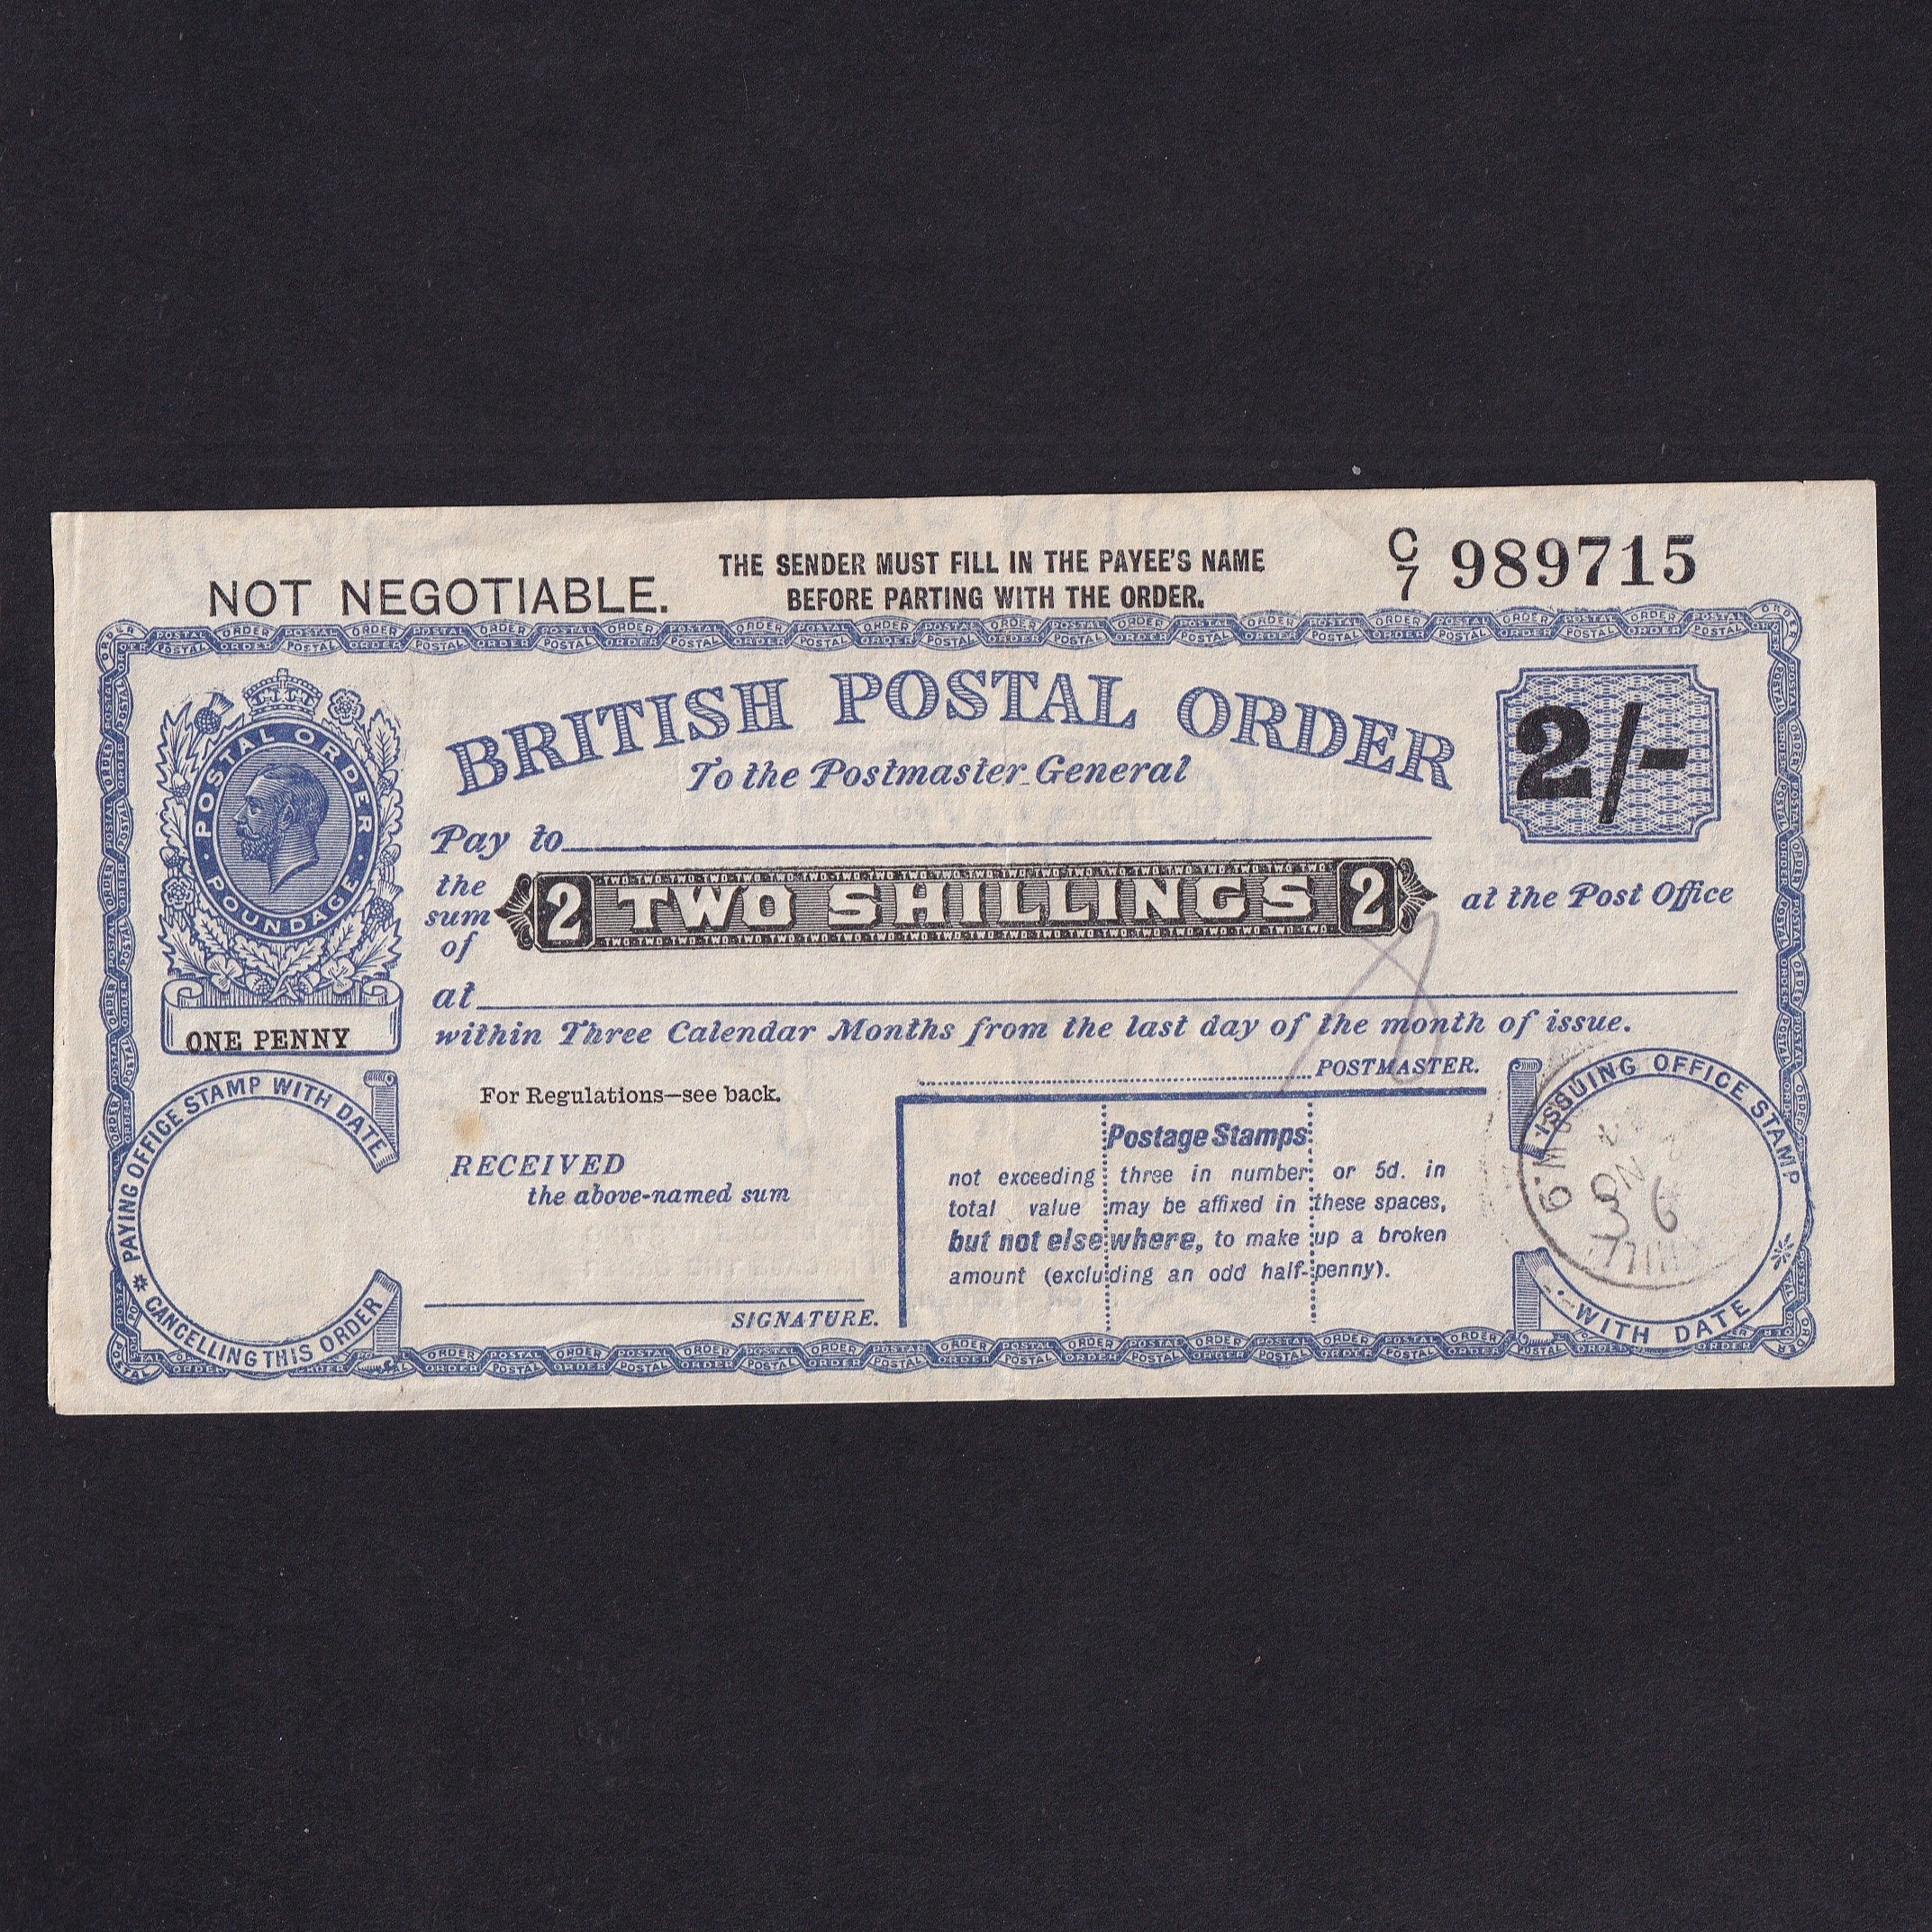 NOT NEGOTIABLE.
THE SENDER MUST FILL IN THE PAYEE'S NAME
BEFORE PARTING WITH THE ORDER.
C/7 989715
BRITISH POSTAL ORDER
To the Postmaster General
2/-
POSTAL ORDER
POUNDAGE
ONE PENNY
Pay to
the
sum
of
2 TWO SHILLINGS 2
at the Post Office
at
within Three Calendar Months from the last day of the month of issue.
POSTMASTER.
For Regulations—see back.
RECEIVED
the above-named sum
SIGNATURE.
Postage Stamps
not exceeding three in number or 5d. in
total value may be affixed in these spaces,
but not elsewhere, to make up a broken
amount (excluding an odd half-penny).
PAYING OFFICE STAMP WITH DATE
CANCELLING THIS ORDER
ISSUING OFFICE STAMP
WITH DATE